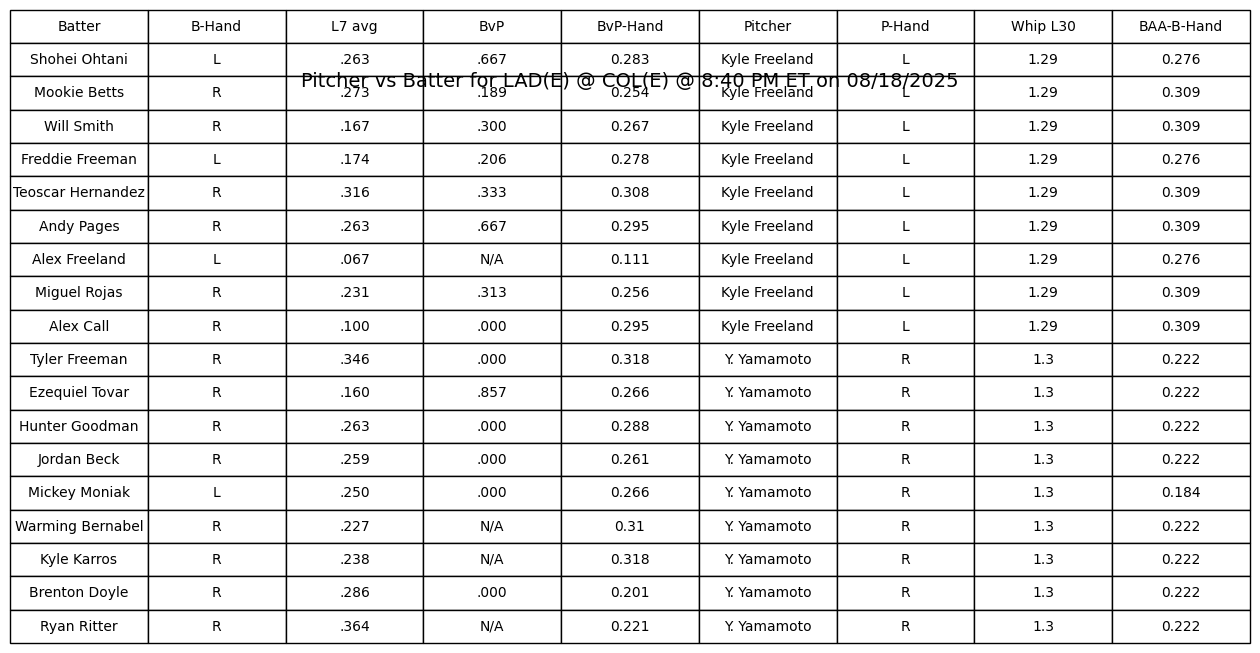 Batter B-Hand L7 avg BvP BvP-Hand Pitcher P-Hand Whip L30 BAA-B-Hand
Shohei Ohtani L .263 .667 0.283 Kyle Freeland L 1.29 0.276
Pitcher vs Batter for LAD(E) @ COL(E) @ 8:40 PM ET on 08/18/2025
Mookie Betts R .273 .189 0.254 Kyle Freeland L 1.29 0.309
Will Smith R .167 .300 0.267 Kyle Freeland L 1.29 0.309
Freddie Freeman L .174 .206 0.278 Kyle Freeland L 1.29 0.276
Teoscar Hernandez R .316 .333 0.308 Kyle Freeland L 1.29 0.309
Andy Pages R .263 .667 0.295 Kyle Freeland L 1.29 0.309
Alex Freeland L .067 N/A 0.111 Kyle Freeland L 1.29 0.276
Miguel Rojas R .231 .313 0.256 Kyle Freeland L 1.29 0.309
Alex Call R .100 .000 0.295 Kyle Freeland L 1.29 0.309
Tyler Freeman R .346 .000 0.318 Y. Yamamoto R 1.3 0.222
Ezequiel Tovar R .160 .857 0.266 Y. Yamamoto R 1.3 0.222
Hunter Goodman R .263 .000 0.288 Y. Yamamoto R 1.3 0.222
Jordan Beck R .259 .000 0.261 Y. Yamamoto R 1.3 0.222
Mickey Moniak L .250 .000 0.266 Y. Yamamoto R 1.3 0.184
Warming Bernabel R .227 N/A 0.31 Y. Yamamoto R 1.3 0.222
Kyle Karros R .238 N/A 0.318 Y. Yamamoto R 1.3 0.222
Brenton Doyle R .286 .000 0.201 Y. Yamamoto R 1.3 0.222
Ryan Ritter R .364 N/A 0.221 Y. Yamamoto R 1.3 0.222